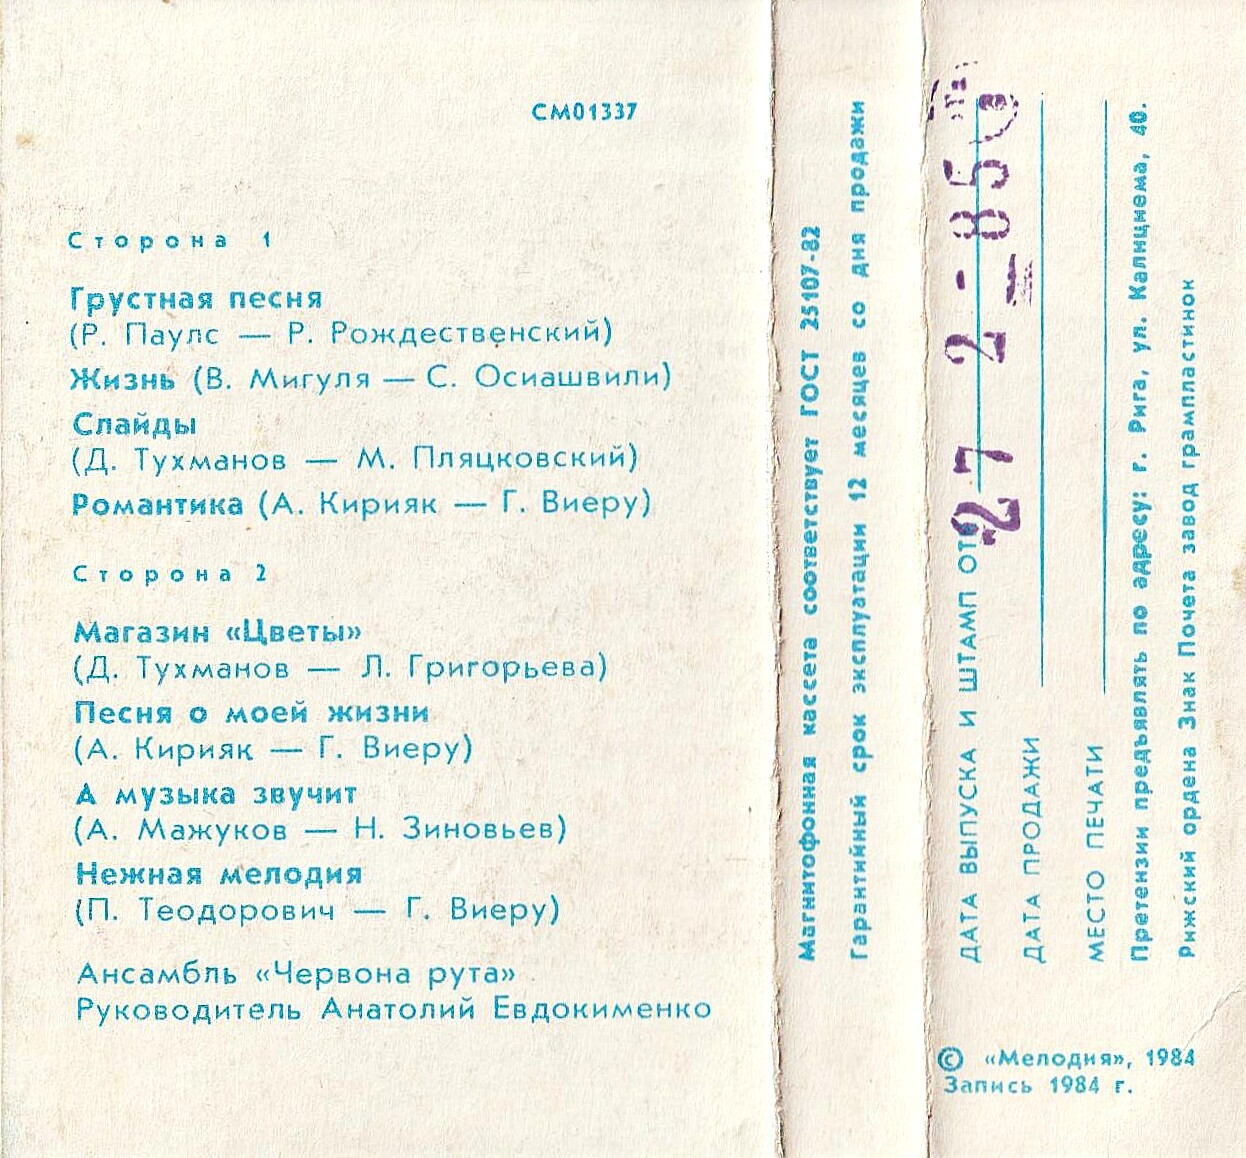 СМ01337
Сторона 1
Грустная песня
(Р. Паулс — Р. Рождественский)
Жизнь (В. Мигуля — С. Осиашвили)
Слайды
(Д. Тухманов — М. Пляцковский)
Романтика (А. Кирияк — Г. Виеру)
Сторона 2
Магазин «Цветы»
(Д. Тухманов — Л. Григорьева)
Песня о моей жизни
(А. Кирияк — Г. Виеру)
А музыка звучит
(А. Мажуков — Н. Зиновьев)
Нежная мелодия
(П. Теодорович — Г. Виеру)
Ансамбль «Червона рута»
Руководитель Анатолий Евдокименко
Магнитофонная кассета соответствует ГОСТ 25107-82
Гарантийный срок эксплуатации 12 месяцев со дня продажи
ДАТА ВЫПУСКА И ШТАМП ОТК 27 2-85
ДАТА ПРОДАЖИ
МЕСТО ПЕЧАТИ
Претензии предъявлять по адресу: г. Рига, ул. Калнциема, 40.
Рижский ордена Знак Почета завод грампластинок
© «Мелодия», 1984
Запись 1984 г.